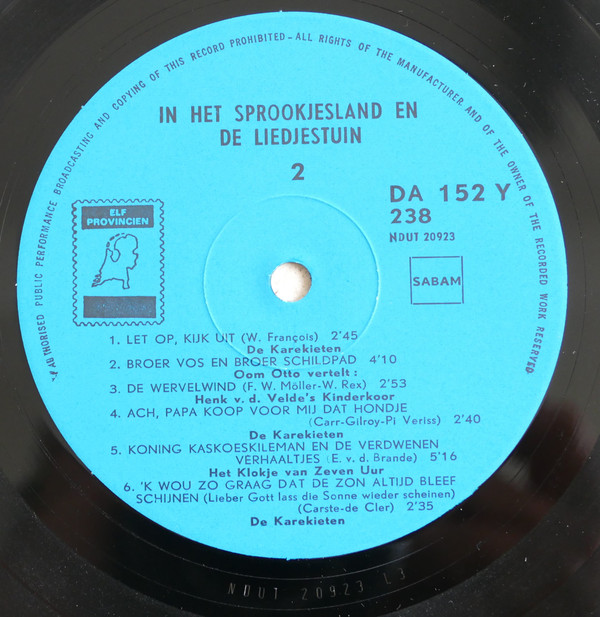 AUTHORISED PUBLIC PERFORMANCE BROADCASTING AND COPYING OF THIS RECORD PROHIBITED – ALL RIGHTS OF THE MANUFACTURER AND OF THE OWNER OF THE RECORDED WORK RESERVED
IN HET SPROOKJESLAND EN
DE LIEDJESTUIN
2
ELF
PROVINCIEN
DA 152 Y
238
NDUT 20923
SABAM
1. LET OP, KIJK UIT (W. François) 2'45
De Karekieten
2. BROER VOS EN BROER SCHILDPAD 4'10
Oom Otto vertelt :
3. DE WERVELWIND (F. W. Möller-W. Rex) 2'53
Henk v. d. Velde's Kinderkoor
4. ACH, PAPA KOOP VOOR MIJ DAT HONDJE
(Carr-Gilroy-Pi Veriss) 2'40
De Karekieten
5. KONING KASKOESKILEMAN EN DE VERDWENEN
VERHAALTJES (E. v. d. Brande) 5'16
Het Klokje van Zeven Uur
6. 'K WOU ZO GRAAG DAT DE ZON ALTIJD BLEEF
SCHIJNEN (Lieber Gott lass die Sonne wieder scheinen)
(Carste-de Cler) 2'35
De Karekieten
NDUT 20923 L3